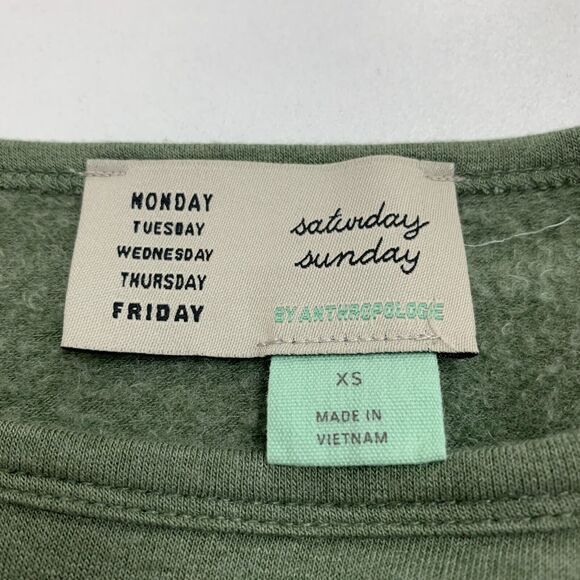 MONDAY
TUESDAY
WEDNESDAY
THURSDAY
FRIDAY
saturday
sunday
BY ANTHROPOLOGIE
XS
MADE IN
VIETNAM